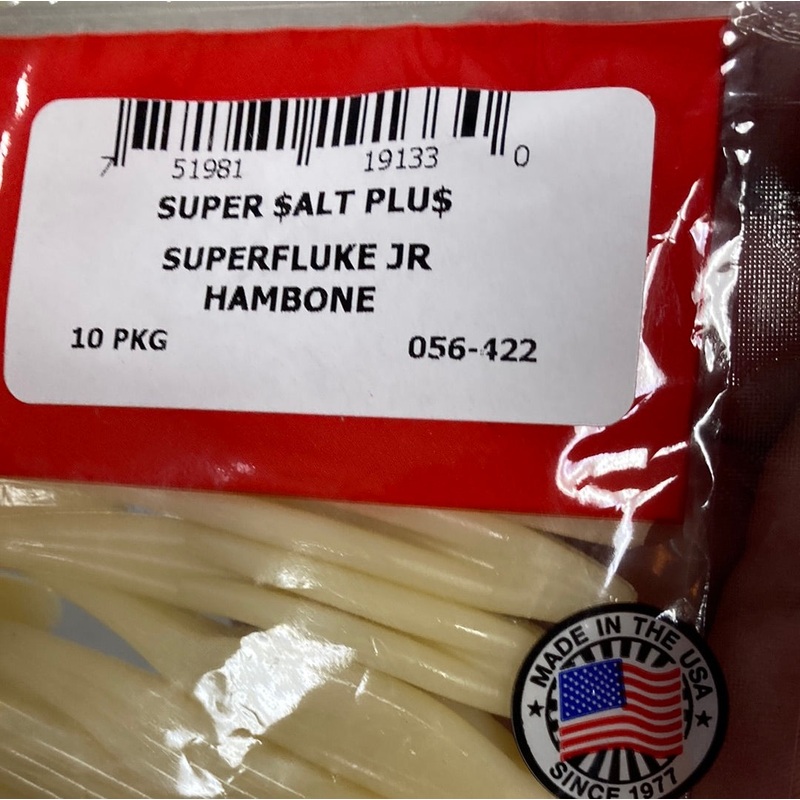 7 51981 19133 0
SUPER $ALT PLU$
SUPERFLUKE JR
HAMBONE
10 PKG 056-422
MADE IN THE USA
SINCE 1977